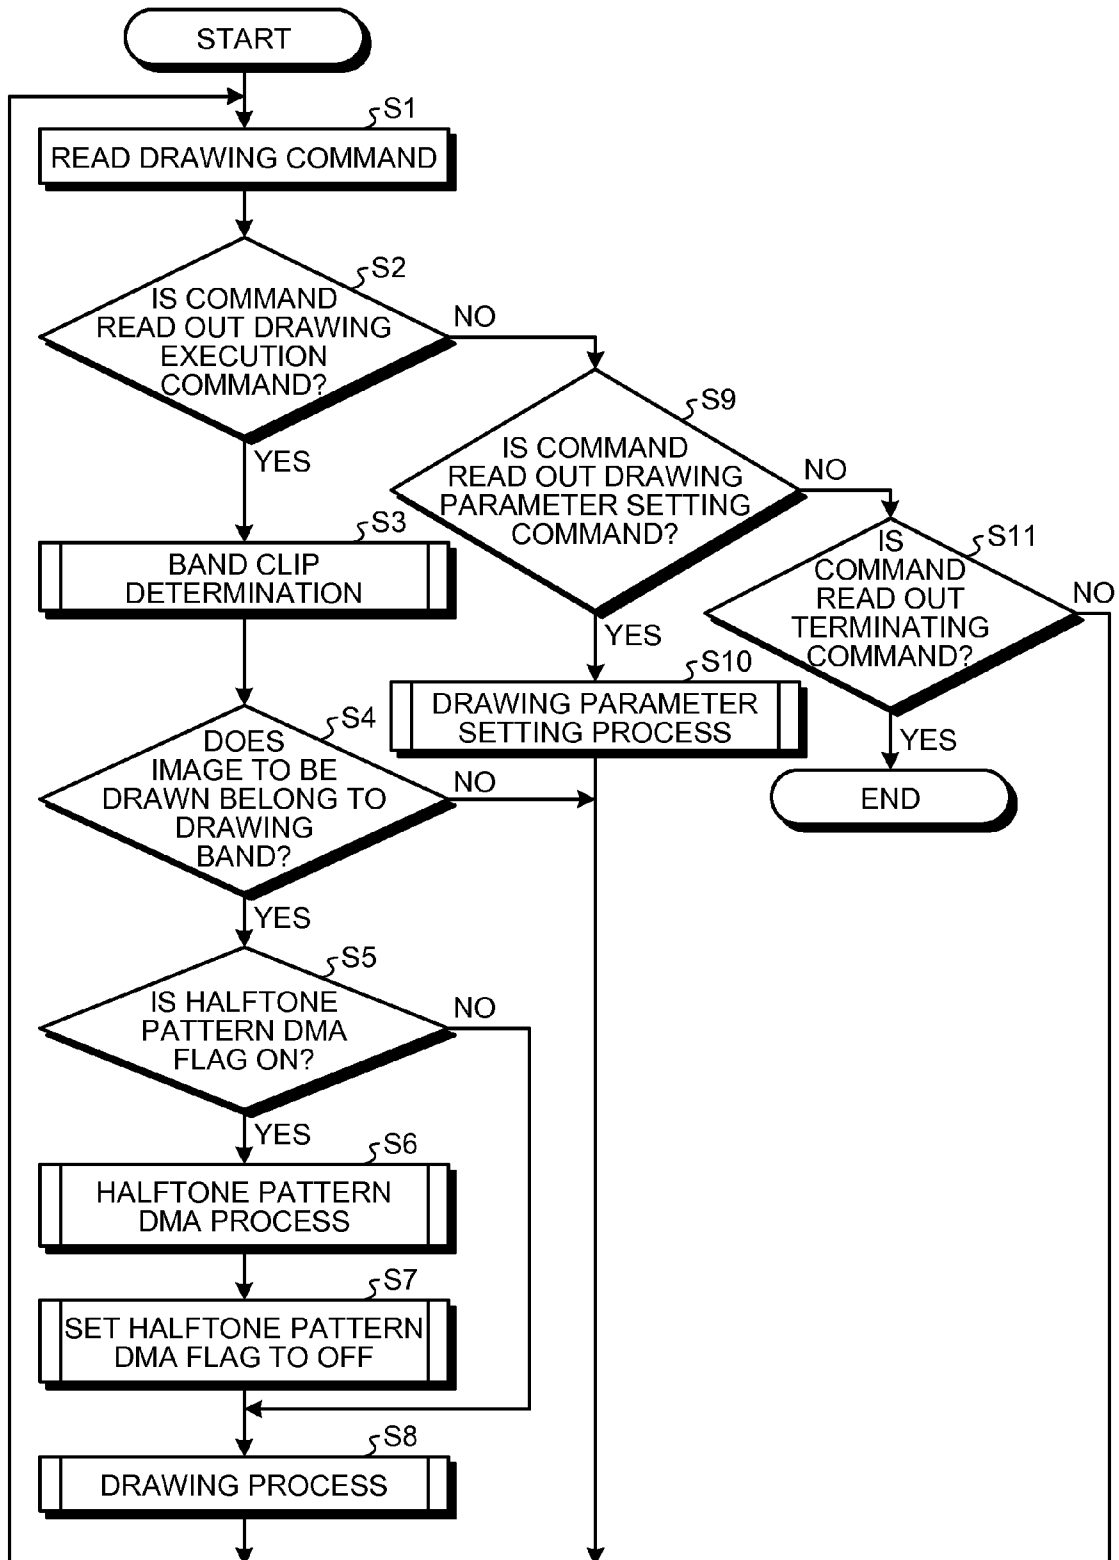 START
S1
READ DRAWING COMMAND
S2
IS COMMAND
READ OUT DRAWING
EXECUTION
COMMAND?
NO
YES
S9
IS COMMAND
READ OUT DRAWING
PARAMETER SETTING
COMMAND?
NO
YES
S3
BAND CLIP
DETERMINATION
S11
IS
COMMAND
READ OUT
TERMINATING
COMMAND?
NO
YES
END
S10
DRAWING PARAMETER
SETTING PROCESS
S4
DOES
IMAGE TO BE
DRAWN BELONG TO
DRAWING
BAND?
NO
YES
S5
IS HALFTONE
PATTERN DMA
FLAG ON?
NO
YES
S6
HALFTONE PATTERN
DMA PROCESS
S7
SET HALFTONE PATTERN
DMA FLAG TO OFF
S8
DRAWING PROCESS